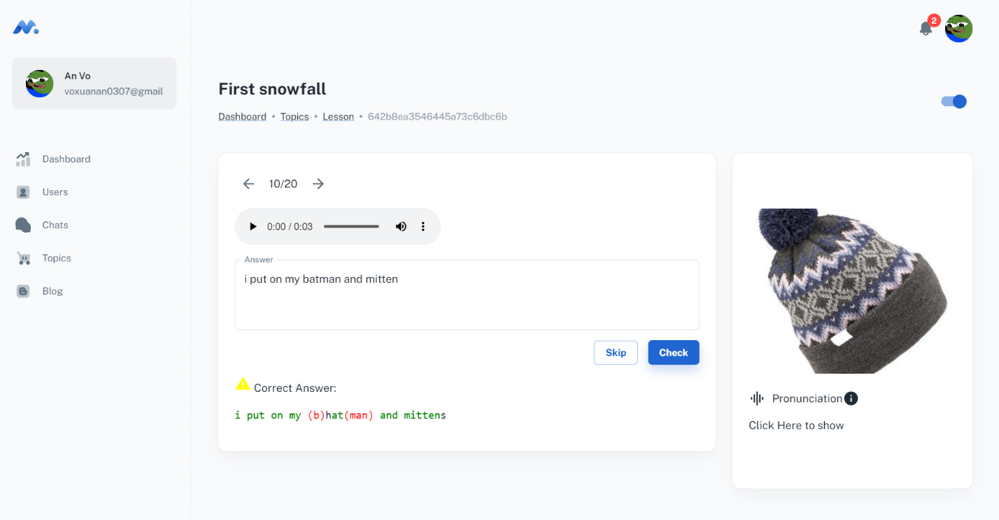 An Vo
voxuanan0307@gmail
Dashboard
Users
Chats
Topics
Blog
2
First snowfall
Dashboard • Topics • Lesson • 642b8ea3546445a73c6dbc6b
10/20
0:00 / 0:03
Answer
i put on my batman and mitten
Skip
Check
Correct Answer:
i put on my (b)hat(man) and mittens
Pronunciation
Click Here to show